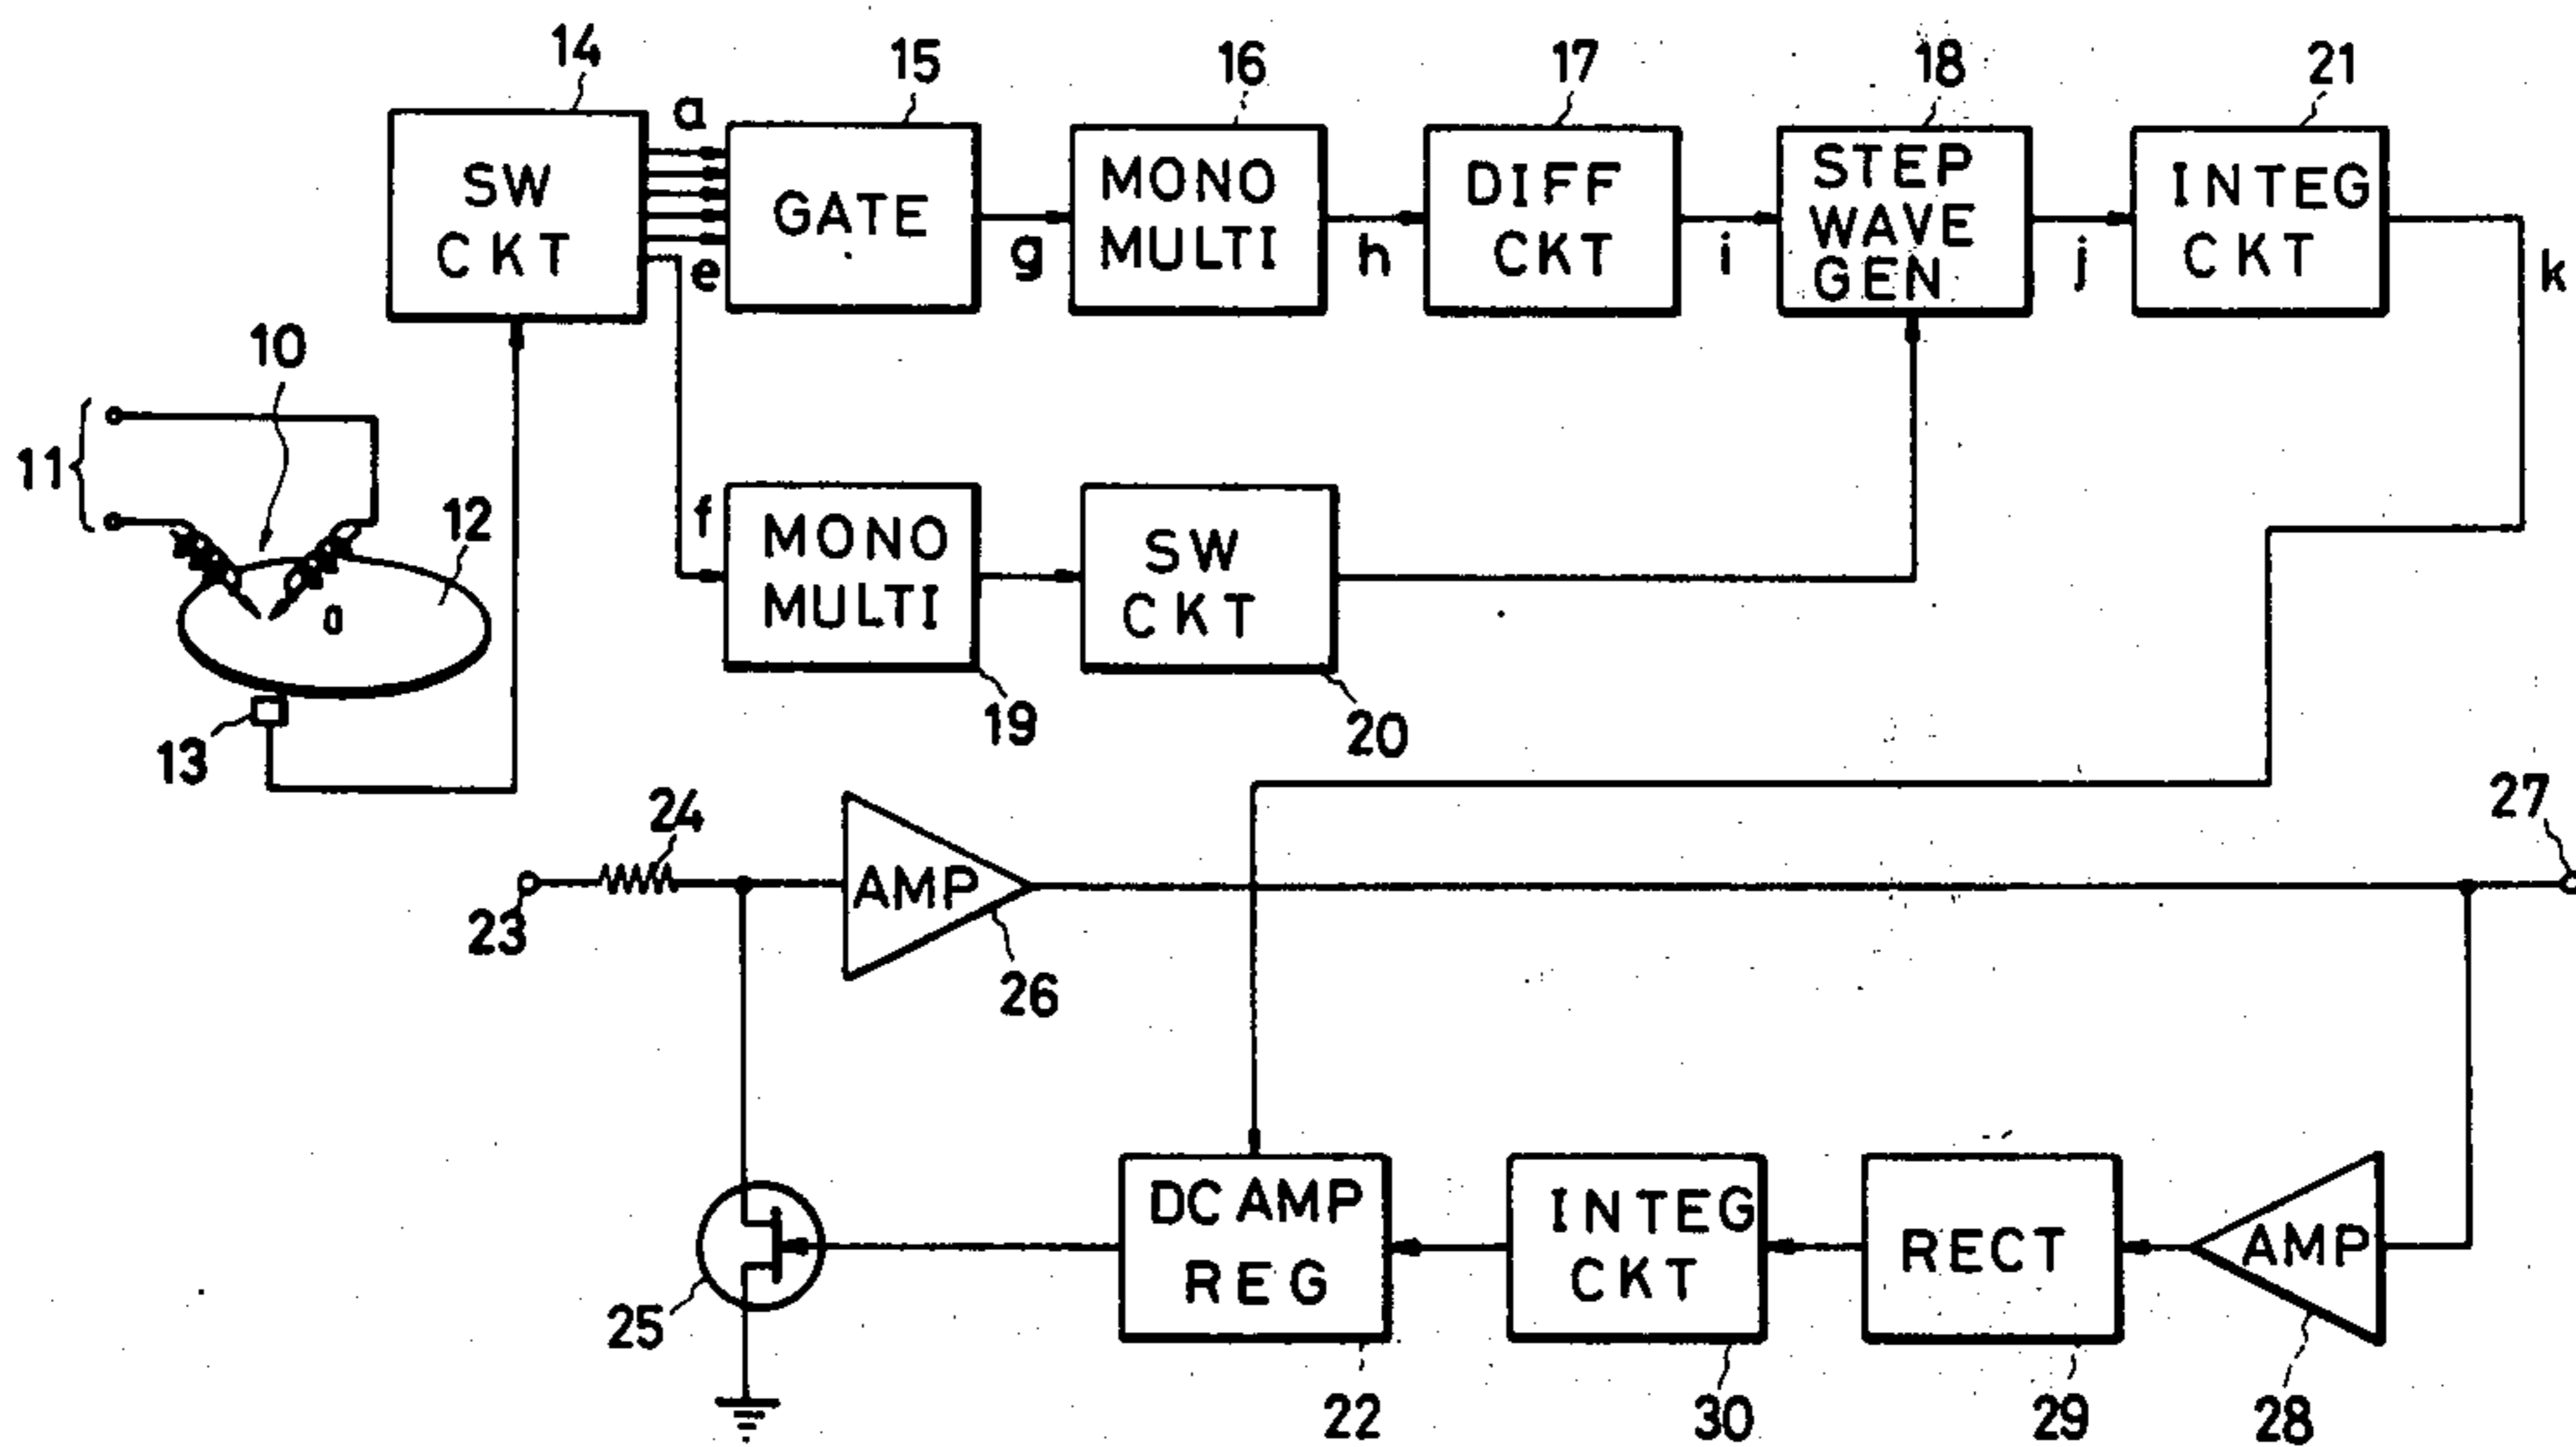 14
15
16
17
18
21
a
SW
CKT
GATE
MONO
MULTI
DIFF
CKT
STEP
WAVE
GEN
INTEG
CKT
e
g
h
i
j
k
10
11
12
f
MONO
MULTI
SW
CKT
13
19
20
24
27
23
AMP
26
25
DC AMP
REG
INTEG
CKT
RECT
AMP
22
30
29
28